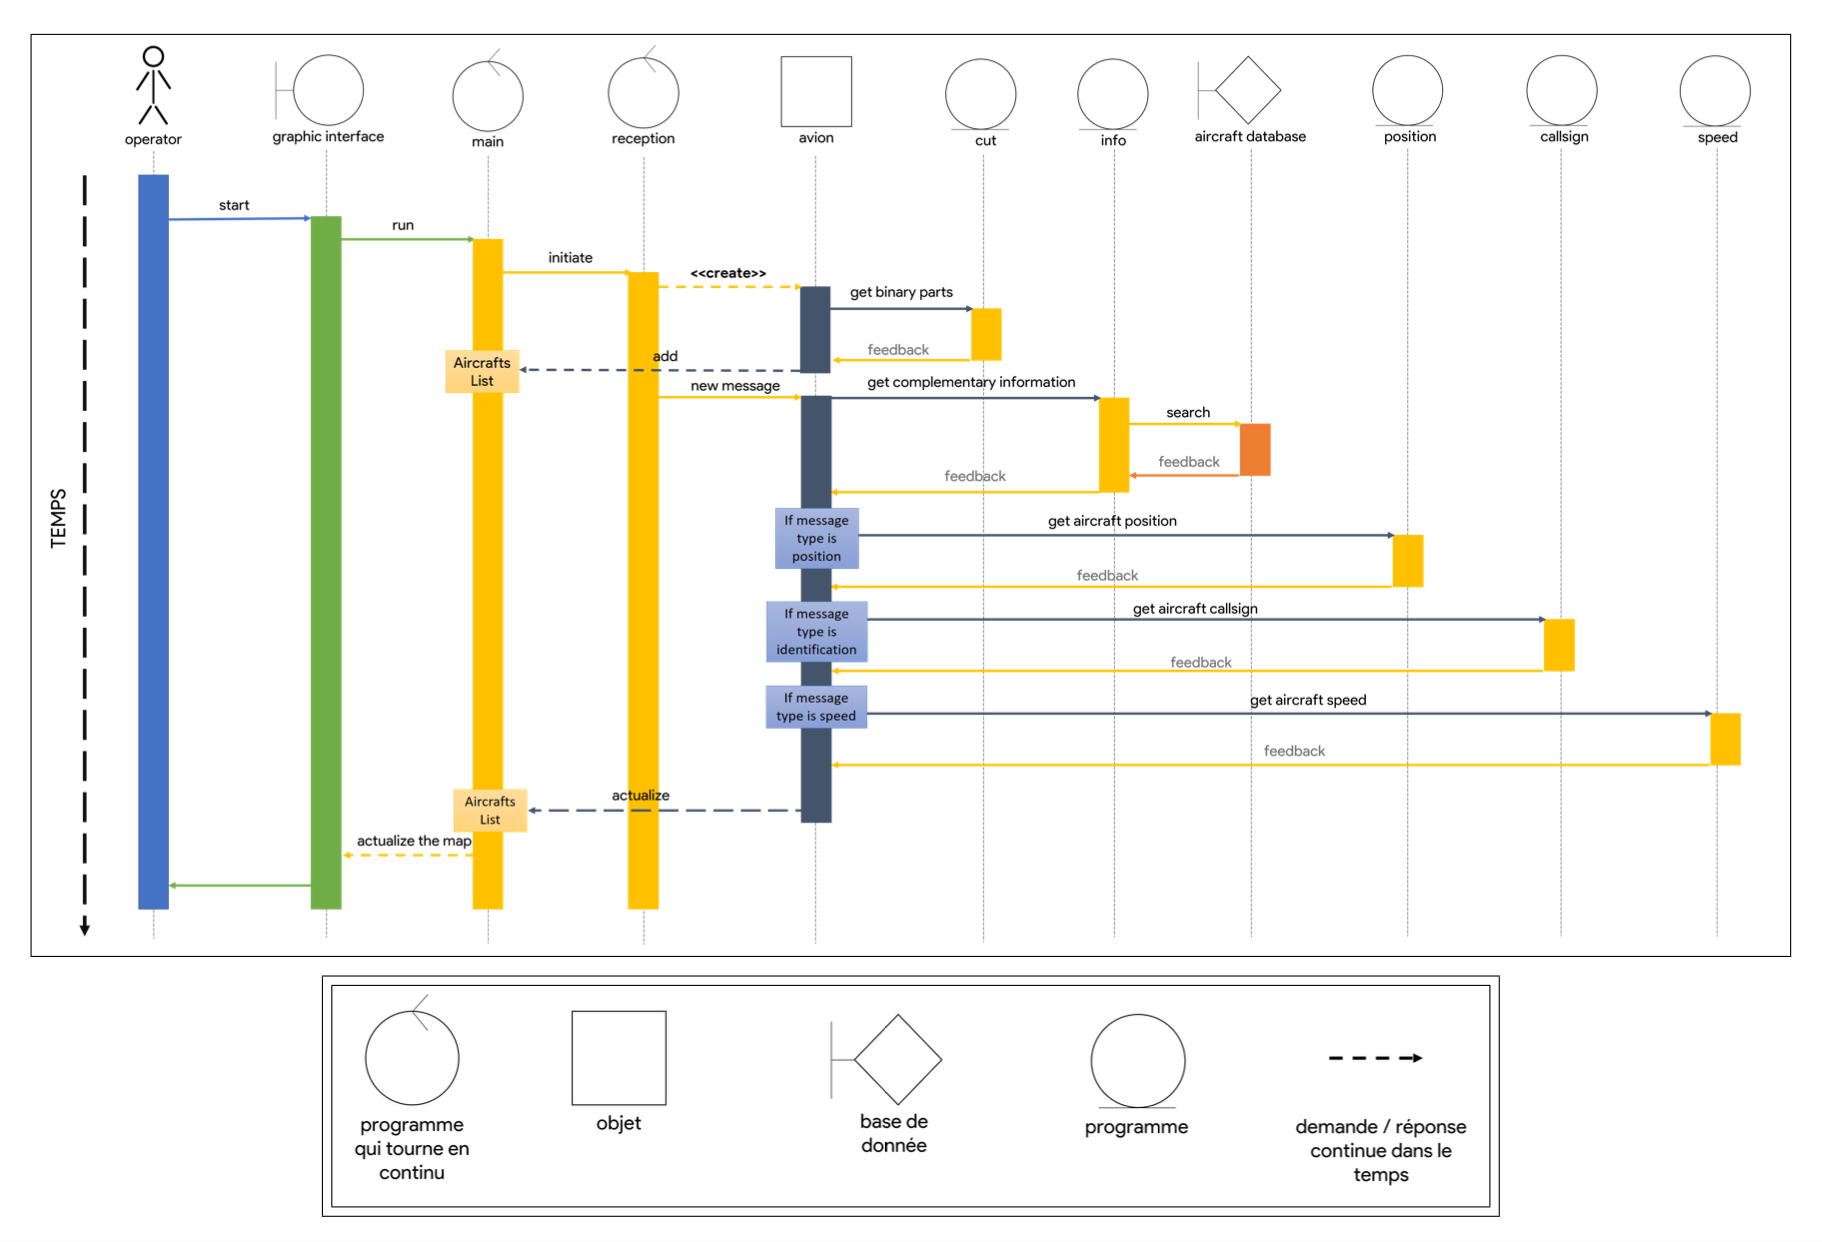 operator
graphic interface
main
reception
avion
cut
info
aircraft database
position
callsign
speed
TEMPS
start
run
initiate
<<create>>
get binary parts
feedback
add
Aircrafts
List
new message
get complementary information
search
feedback
feedback
If message
type is
position
get aircraft position
feedback
If message
type is
identification
get aircraft callsign
feedback
If message
type is speed
get aircraft speed
feedback
actualize
Aircrafts
List
actualize the map
programme
qui tourne en
continu
objet
base de
donnée
programme
demande / réponse
continue dans le
temps